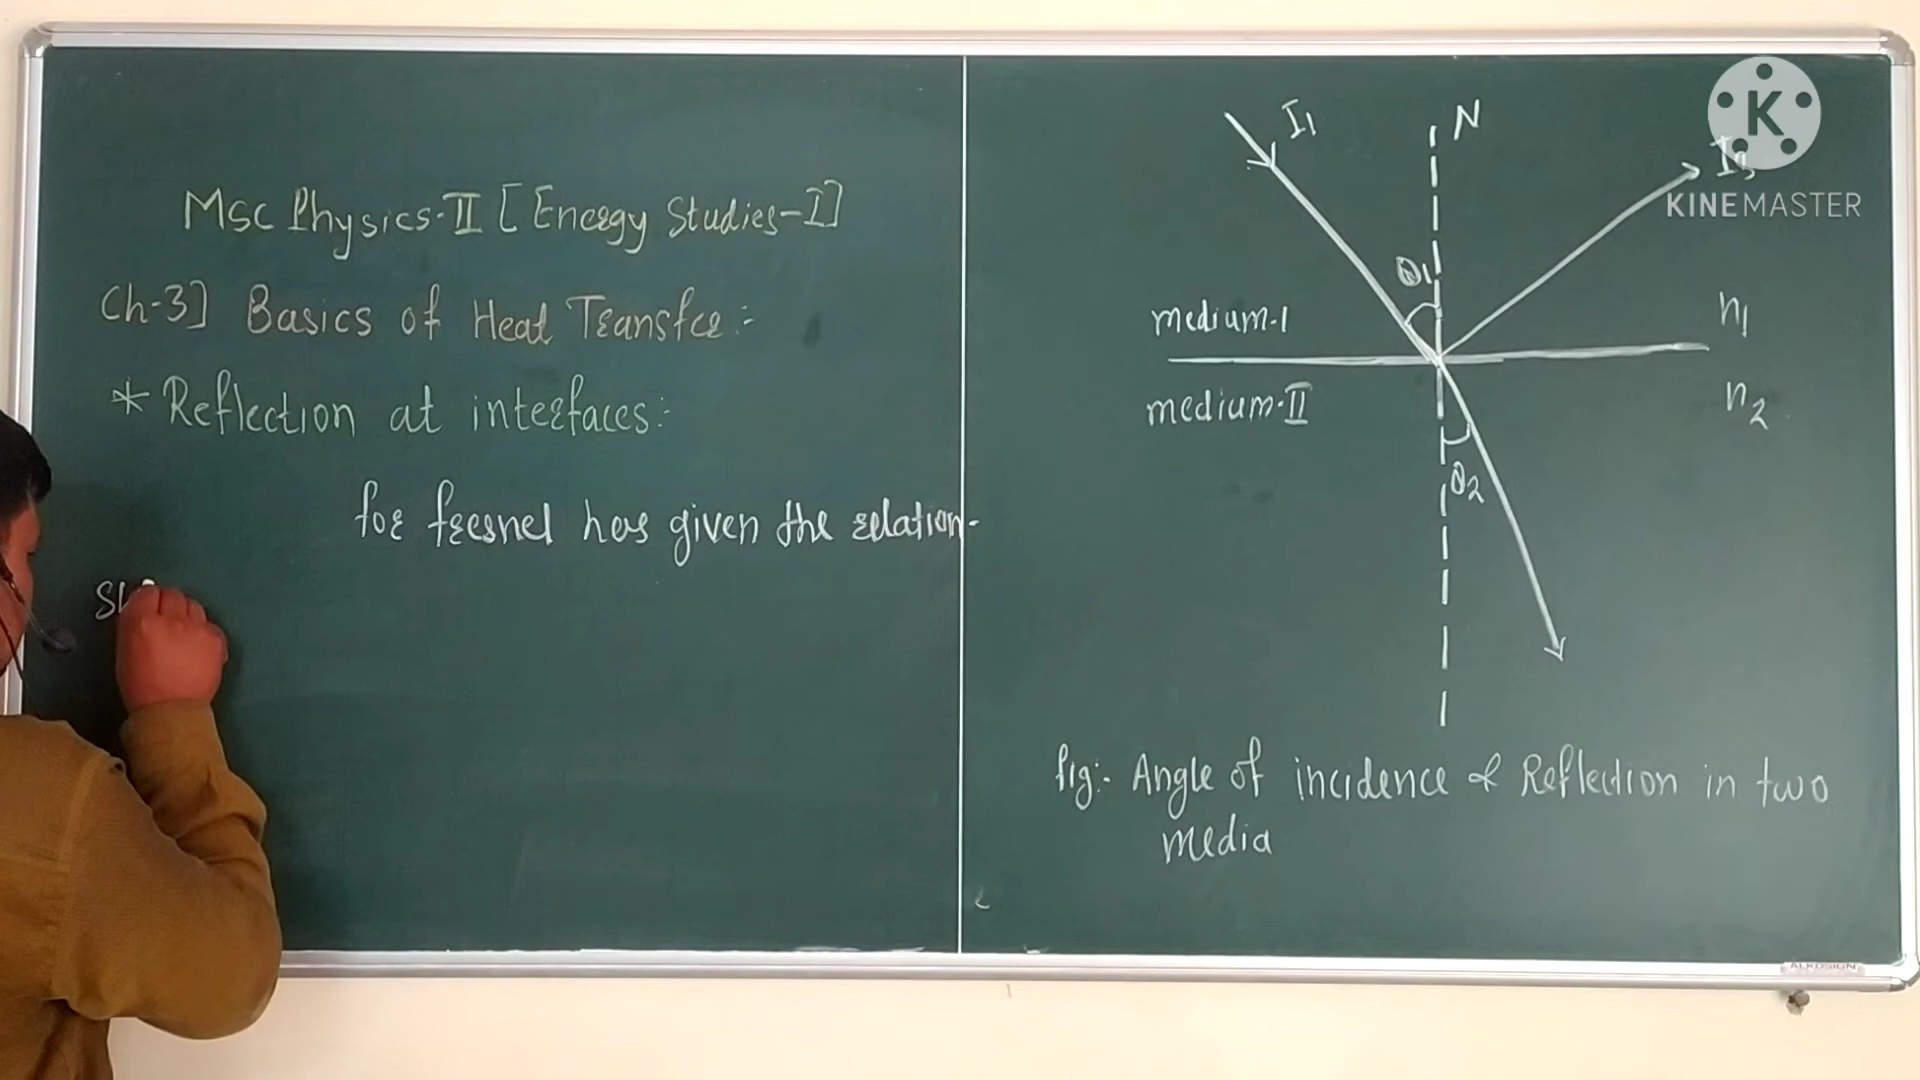 Msc Physics-II [Energy Studies-I]
Ch-3] Basics of Heat Transfer:-
* Reflection at interfaces:-
for fresnel has given the relation-
I1
N
K
KINEMASTER
θ1
medium-1
n1
medium-II
n2
θ2
fig:- Angle of incidence & Reflection in two
media
ALKOSIGN